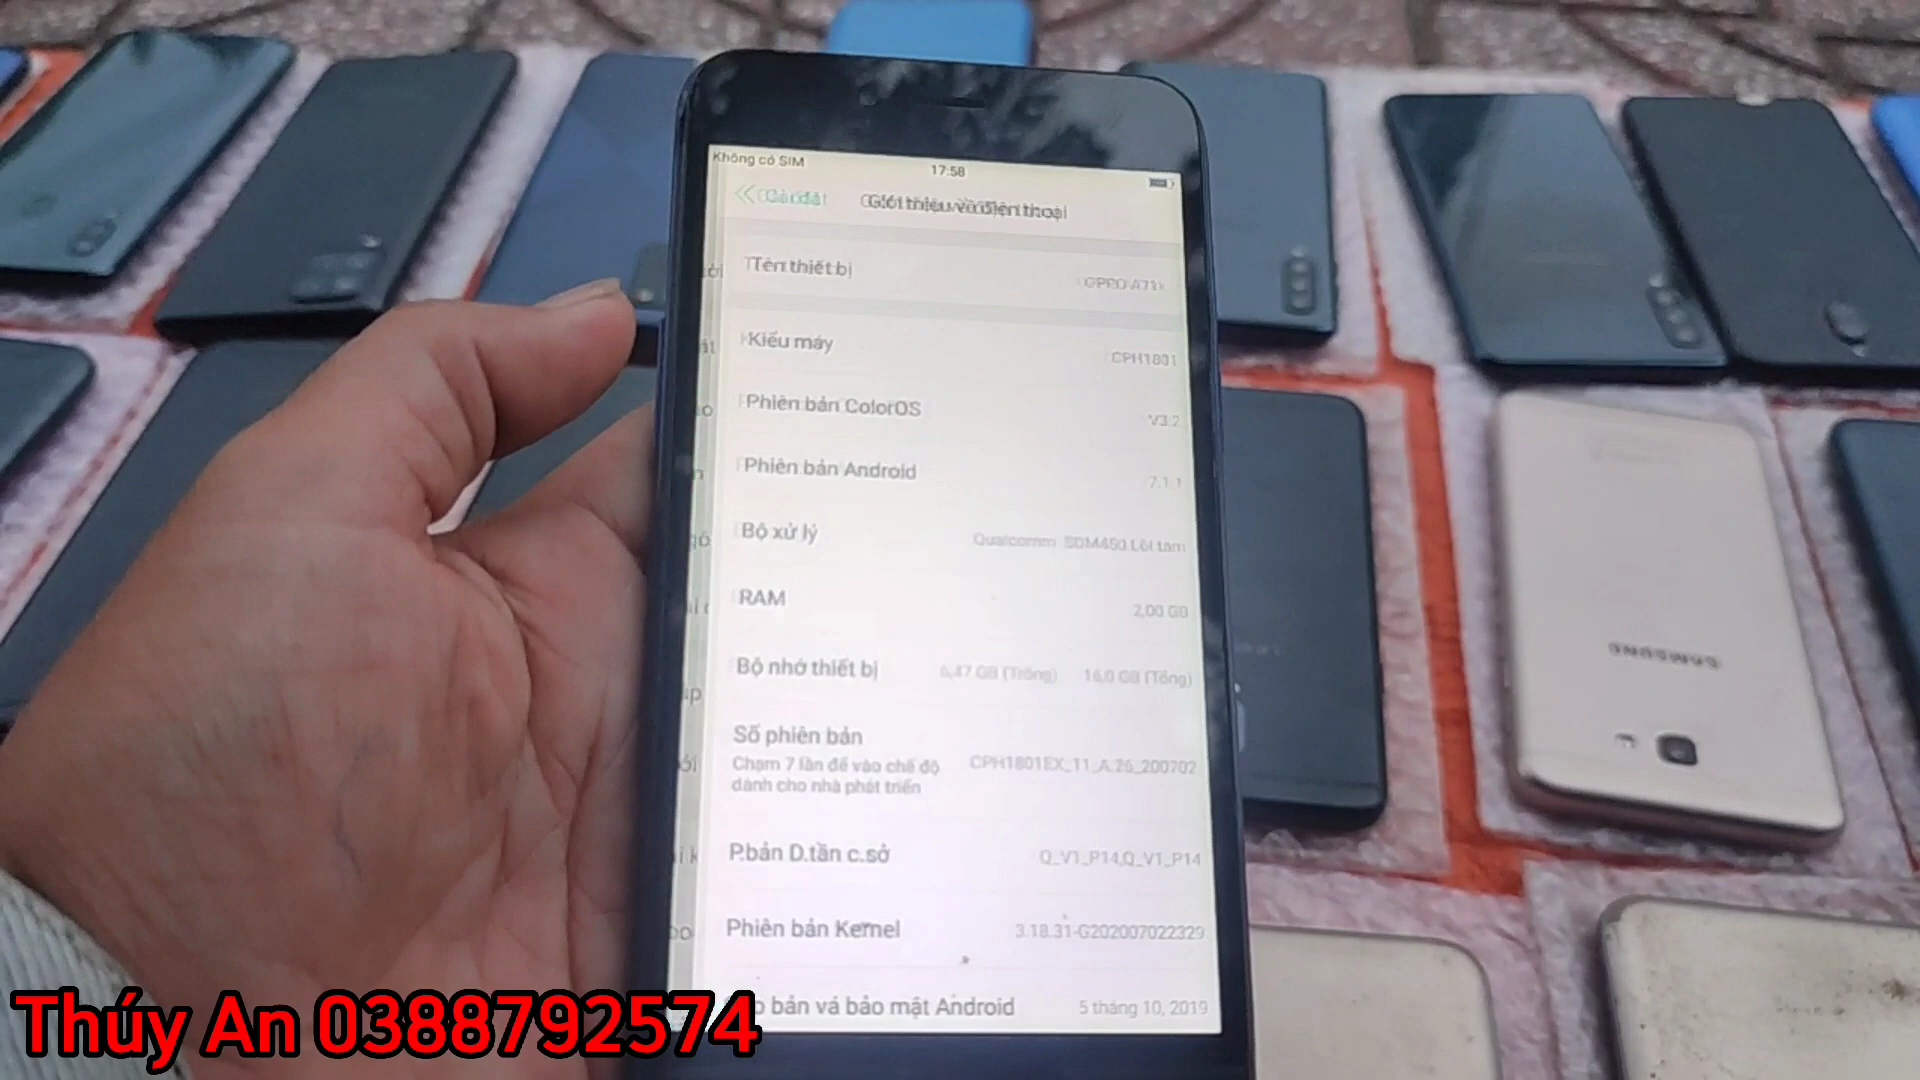 Không có SIM
17:58
Cài đặt
Giới thiệu về điện thoại
Tên thiết bị
OPPO A71k
Kiểu máy
CPH1801
Phiên bản ColorOS
V3.2
Phiên bản Android
7.1.1
Bộ xử lý
Qualcomm SDM450 Lõi tám
RAM
2,00 GB
Bộ nhớ thiết bị
6,47 GB (Trống) 16,0 GB (Tổng)
Số phiên bản
Chạm 7 lần để vào chế độ
dành cho nhà phát triển
CPH1801EX_11_A.26_200702
P.bản D.tần c.sở
Q_V1_P14,Q_V1_P14
Phiên bản Kernel
3.18.31-G202007022329
bản vá bảo mật Android
5 tháng 10, 2019
SAMSUNG
Thúy An 0388792574